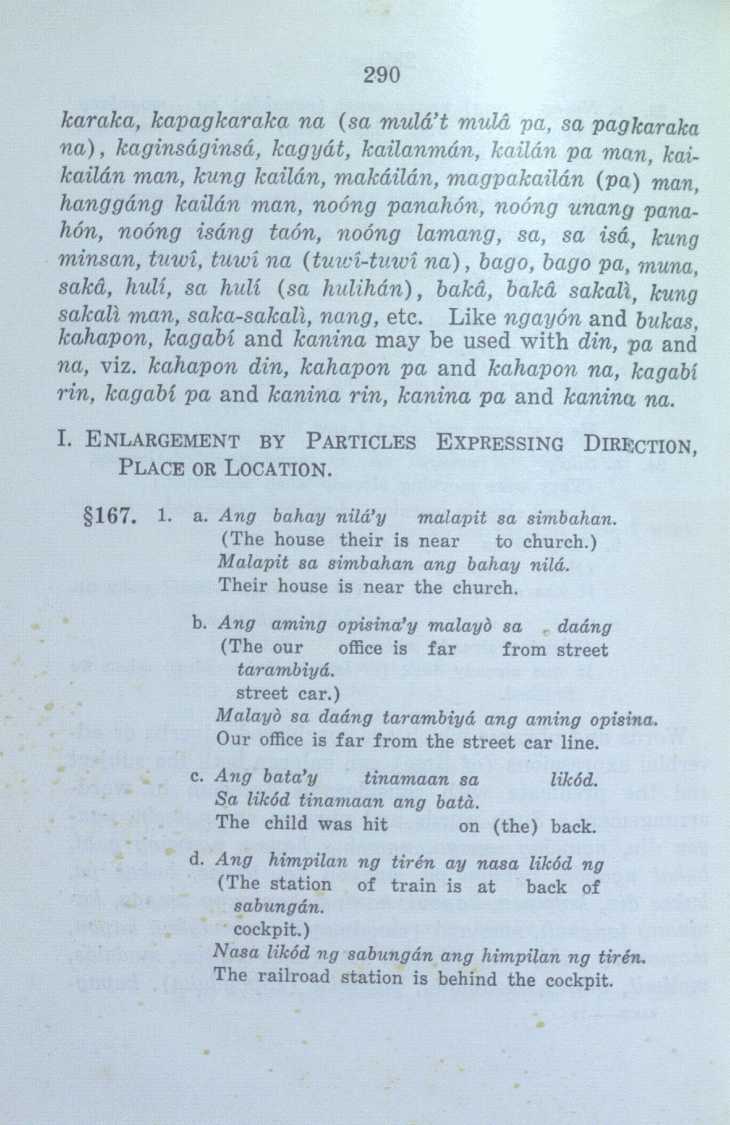 290
karaka, kapagkaraka na (sa mulá't mulâ pa, sa pagkaraka
na), kaginságinsá, kagyát, kailanmán, kailán pa man, kai-
kailán man, kung kailán, makáilán, magpakailán (pa) man,
hanggáng kailán man, noóng panahón, noóng unang pana-
hón, noóng isáng taón, noóng lamang, sa, sa isá, kung
minsan, tuwî, tuwî na (tuwî-tuwî na), bago, bago pa, muna,
sakâ, hulí, sa hulí (sa hulihán), bakâ, bakâ sakalì, kung
sakalì man, saka-sakalì, nang, etc. Like ngayón and bukas,
kahapon, kagabí and kanina may be used with din, pa and
na, viz. kahapon din, kahapon pa and kahapon na, kagabí
rin, kagabí pa and kanina rin, kanina pa and kanina na.
I. ENLARGEMENT BY PARTICLES EXPRESSING DIRECTION,
PLACE OR LOCATION.
§167. 1. a. Ang bahay nilá'y malapit sa simbahan.
(The house their is near to church.)
Malapit sa simbahan ang bahay nilá.
Their house is near the church.
b. Ang aming opisina'y malayò sa daáng
(The our office is far from street
tarambiyá.
street car.)
Malayò sa daáng tarambiyá ang aming opisina.
Our office is far from the street car line.
c. Ang bata'y tinamaan sa likód.
Sa likód tinamaan ang batà.
The child was hit on (the) back.
d. Ang himpilan ng tirén ay nasa likód ng
(The station of train is at back of
sabungán.
cockpit.)
Nasa likód ng sabungán ang himpilan ng tirén.
The railroad station is behind the cockpit.